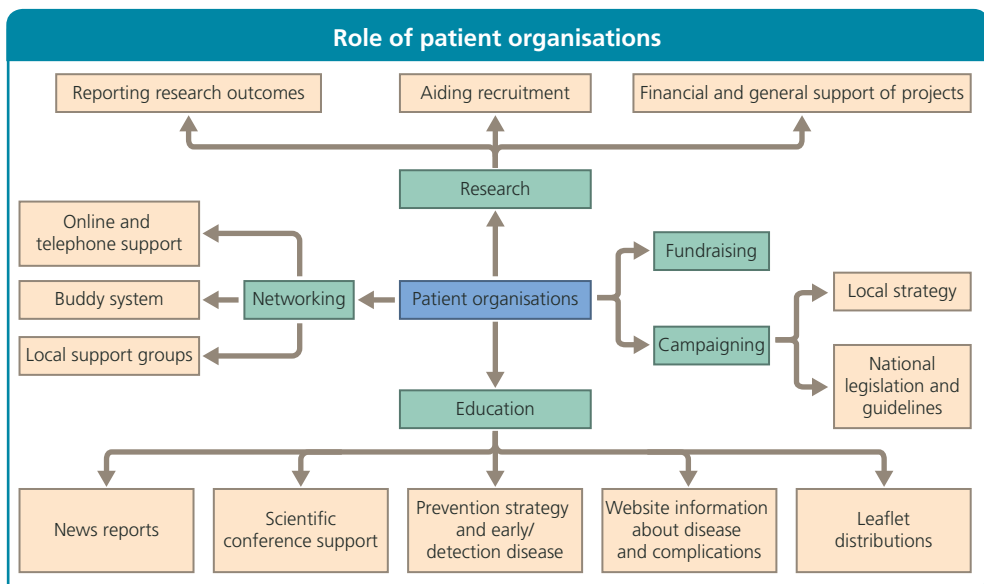 Role of patient organisations
Reporting research outcomes
Aiding recruitment
Financial and general support of projects
Research
Online and
telephone support
Fundraising
Buddy system
Networking
Patient organisations
Local strategy
Local support groups
Campaigning
National
legislation and
guidelines
Education
News reports
Scientific
conference support
Prevention strategy
and early/
detection disease
Website information
about disease
and complications
Leaflet
distributions